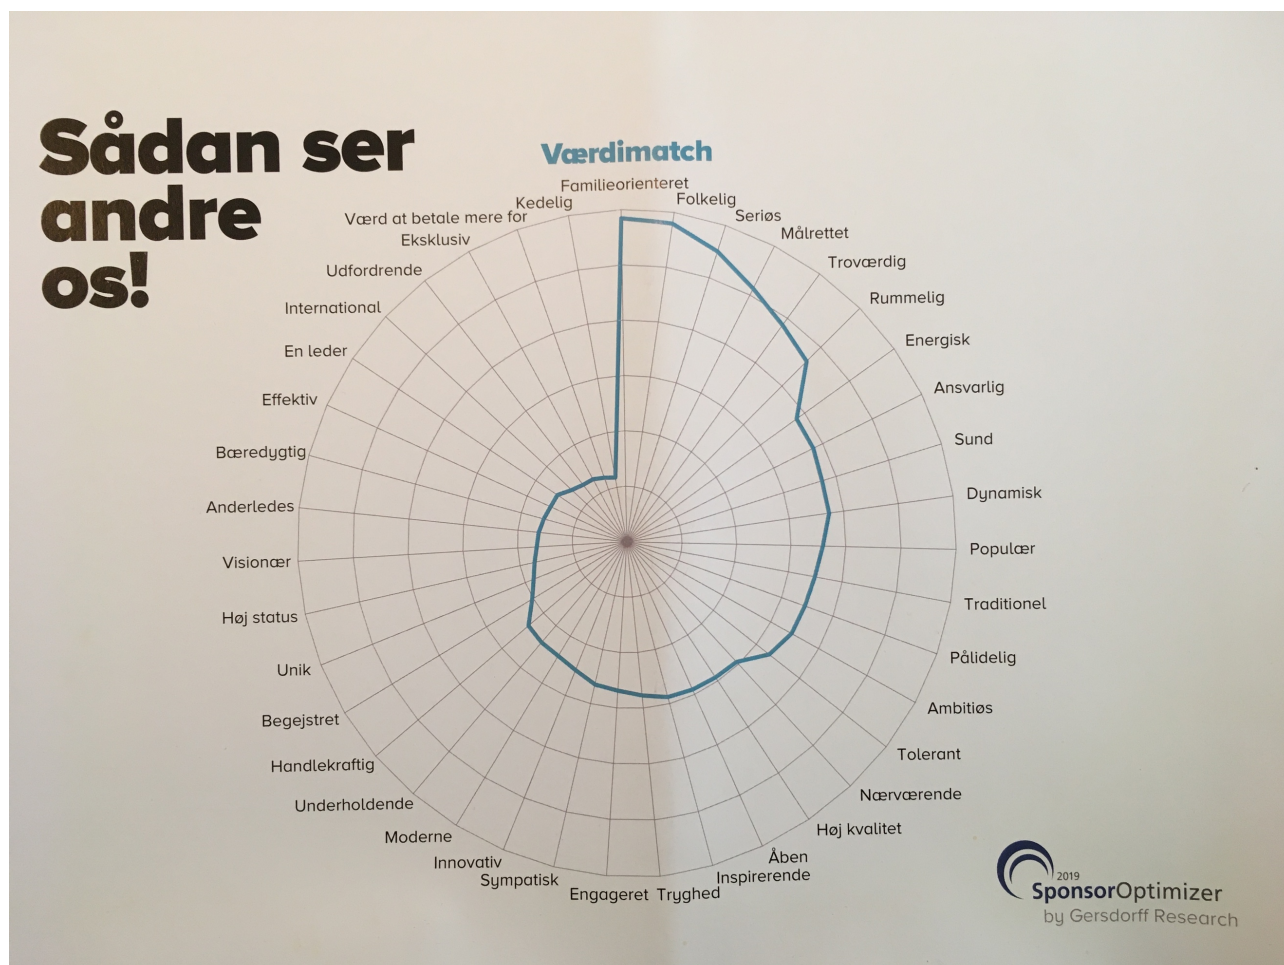 Sådan ser
andre
os!
Værdimatch
Familieorienteret
Folkelig
Seriøs
Målrettet
Troværdig
Rummelig
Energisk
Ansvarlig
Sund
Dynamisk
Populær
Traditionel
Pålidelig
Ambitiøs
Tolerant
Nærværende
Høj kvalitet
Åben
Inspirerende
Tryghed
Engageret
Sympatisk
Innovativ
Moderne
Underholdende
Handlekraftig
Begejstret
Unik
Høj status
Visionær
Anderledes
Bæredygtig
Effektiv
En leder
International
Udfordrende
Eksklusiv
Værd at betale mere for
Kedelig
2019
SponsorOptimizer
by Gersdorff Research